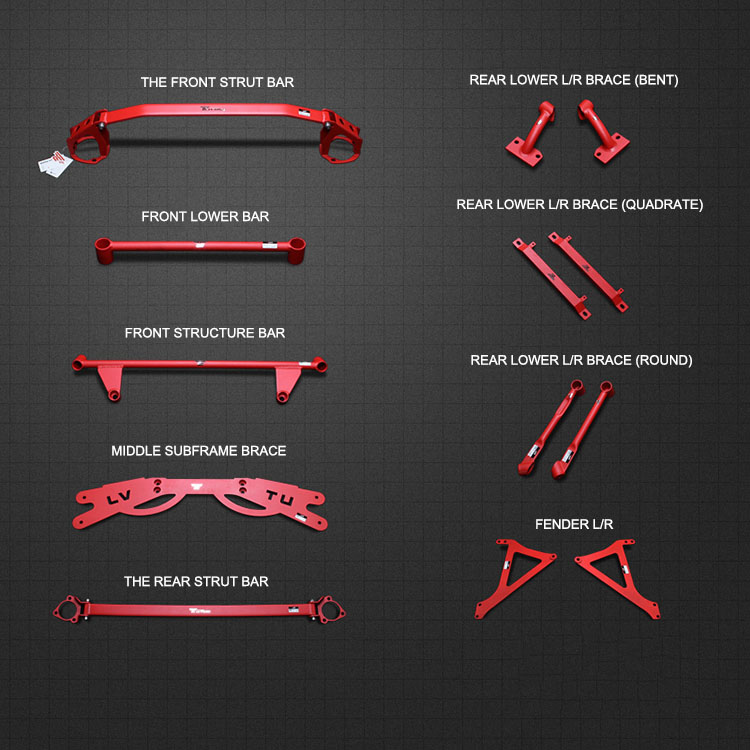 THE FRONT STRUT BAR
FRONT LOWER BAR
FRONT STRUCTURE BAR
MIDDLE SUBFRAME BRACE
LV TU
THE REAR STRUT BAR
REAR LOWER L/R BRACE (BENT)
REAR LOWER L/R BRACE (QUADRATE)
REAR LOWER L/R BRACE (ROUND)
FENDER L/R